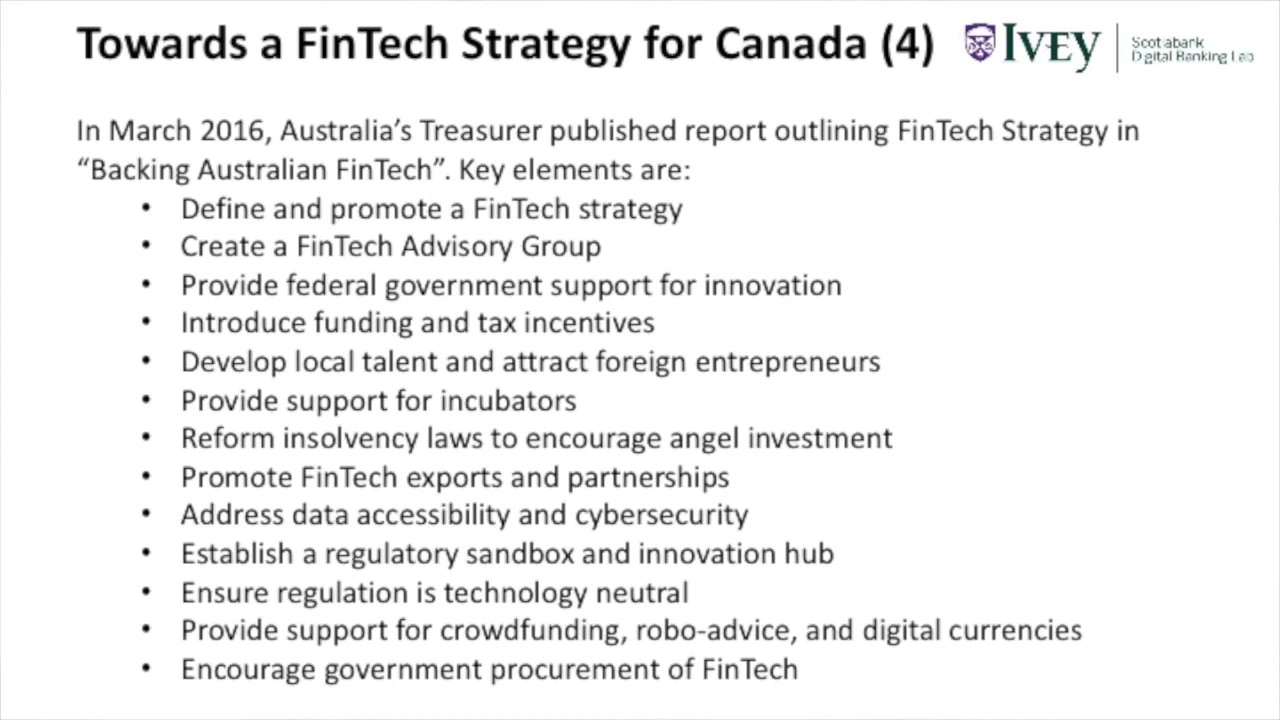 Towards a FinTech Strategy for Canada (4)
IVEY
Scotiabank
Digital Banking Lab
In March 2016, Australia's Treasurer published report outlining FinTech Strategy in
“Backing Australian FinTech”. Key elements are:
• Define and promote a FinTech strategy
• Create a FinTech Advisory Group
• Provide federal government support for innovation
• Introduce funding and tax incentives
• Develop local talent and attract foreign entrepreneurs
• Provide support for incubators
• Reform insolvency laws to encourage angel investment
• Promote FinTech exports and partnerships
• Address data accessibility and cybersecurity
• Establish a regulatory sandbox and innovation hub
• Ensure regulation is technology neutral
• Provide support for crowdfunding, robo-advice, and digital currencies
• Encourage government procurement of FinTech